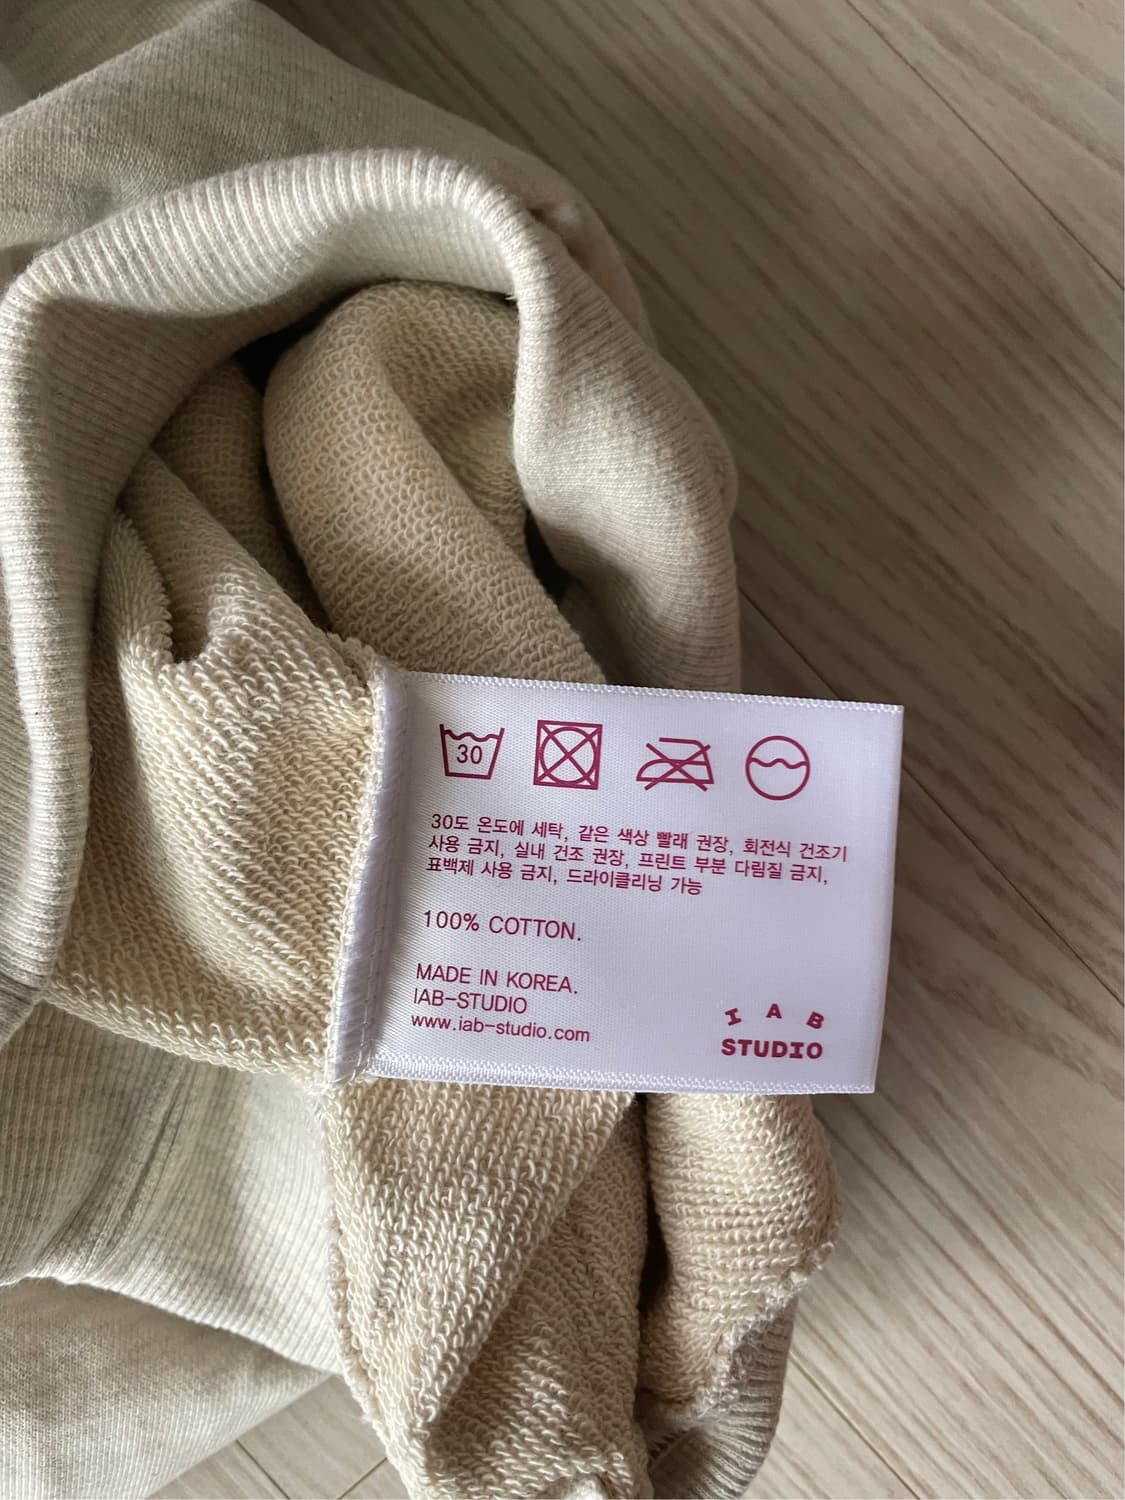 30
30도 온도에 세탁, 같은 색상 빨래 권장, 회전식 건조기
사용 금지, 실내 건조 권장, 프린트 부분 다림질 금지,
표백제 사용 금지, 드라이클리닝 가능
100% COTTON.
MADE IN KOREA.
IAB-STUDIO
www.iab-studio.com
I A B
STUDIO